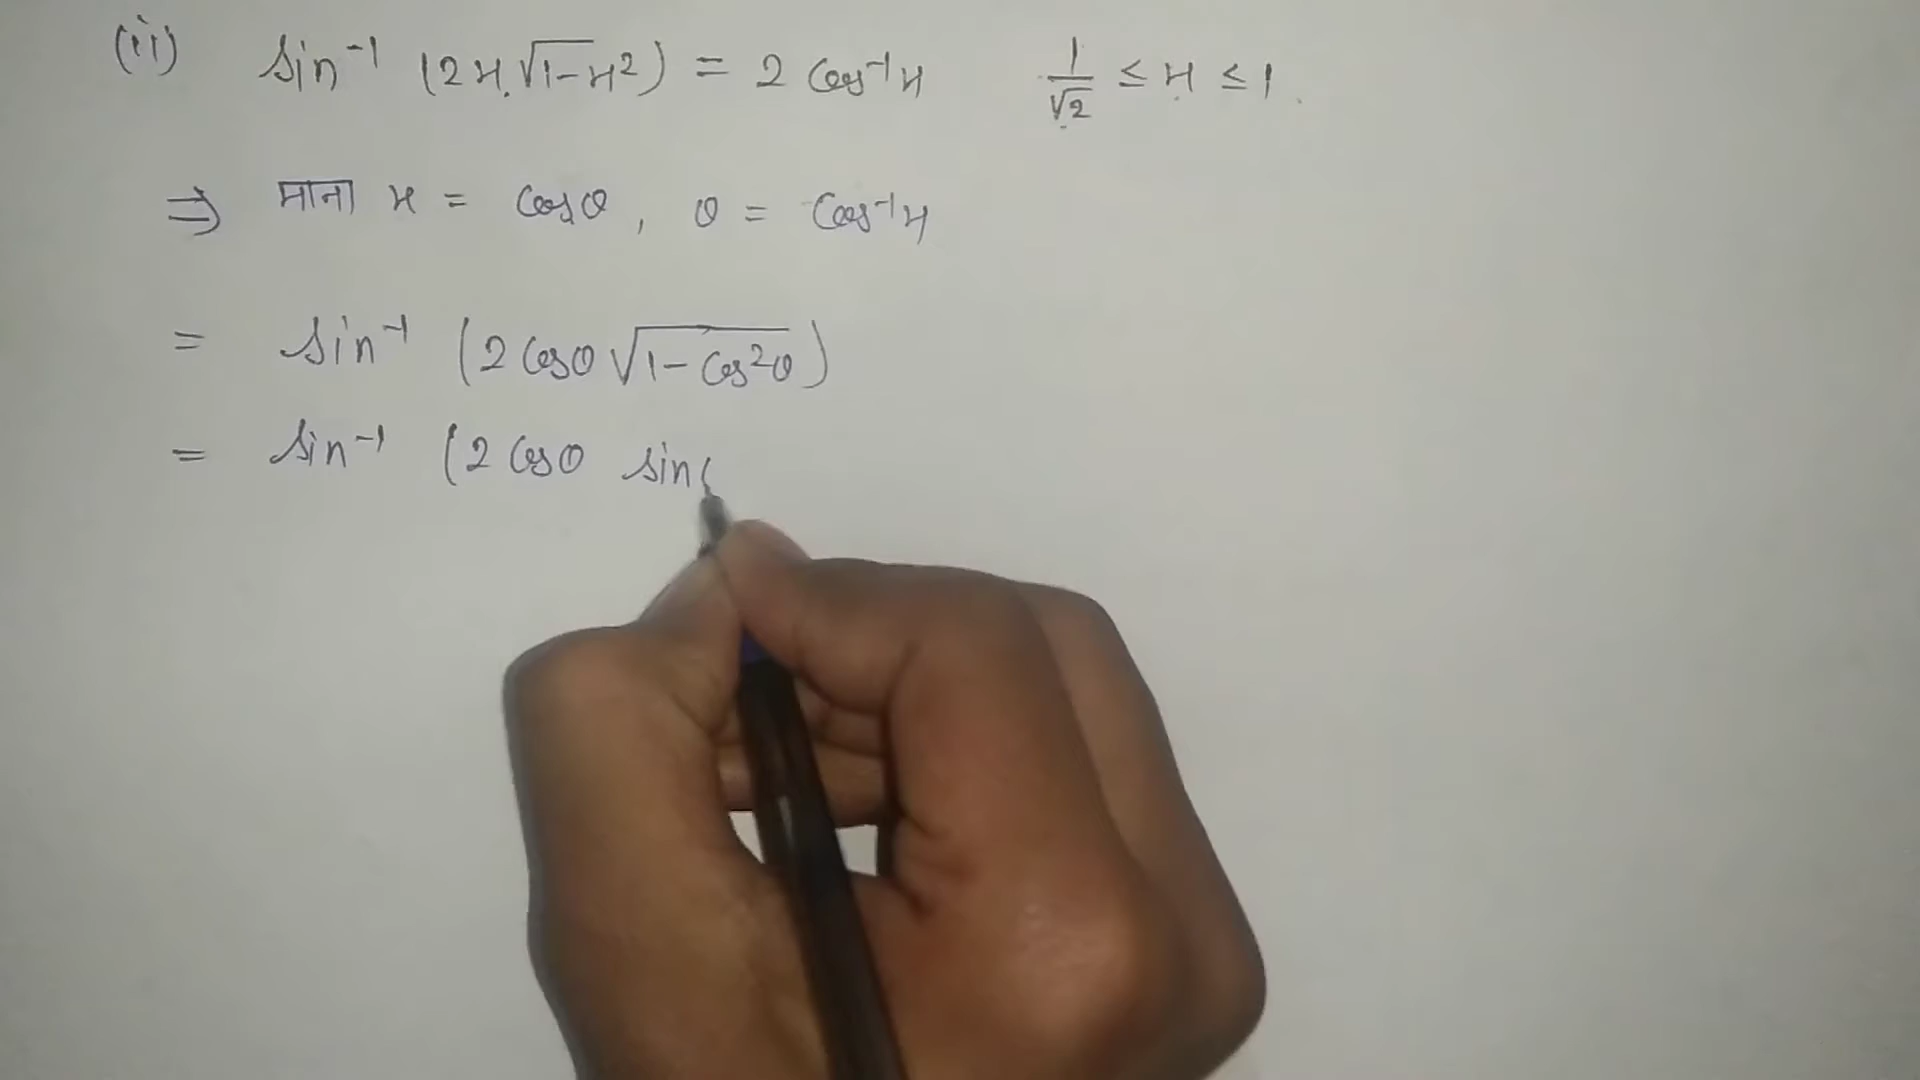 (ii) sin⁻¹ (2x.√1-x²) = 2 cos⁻¹x 1/√2 ≤ x ≤ 1
⇒ माना x = cosθ, θ = cos⁻¹x
= sin⁻¹ (2 cosθ √1-cos²θ)
= sin⁻¹ (2 cosθ sin